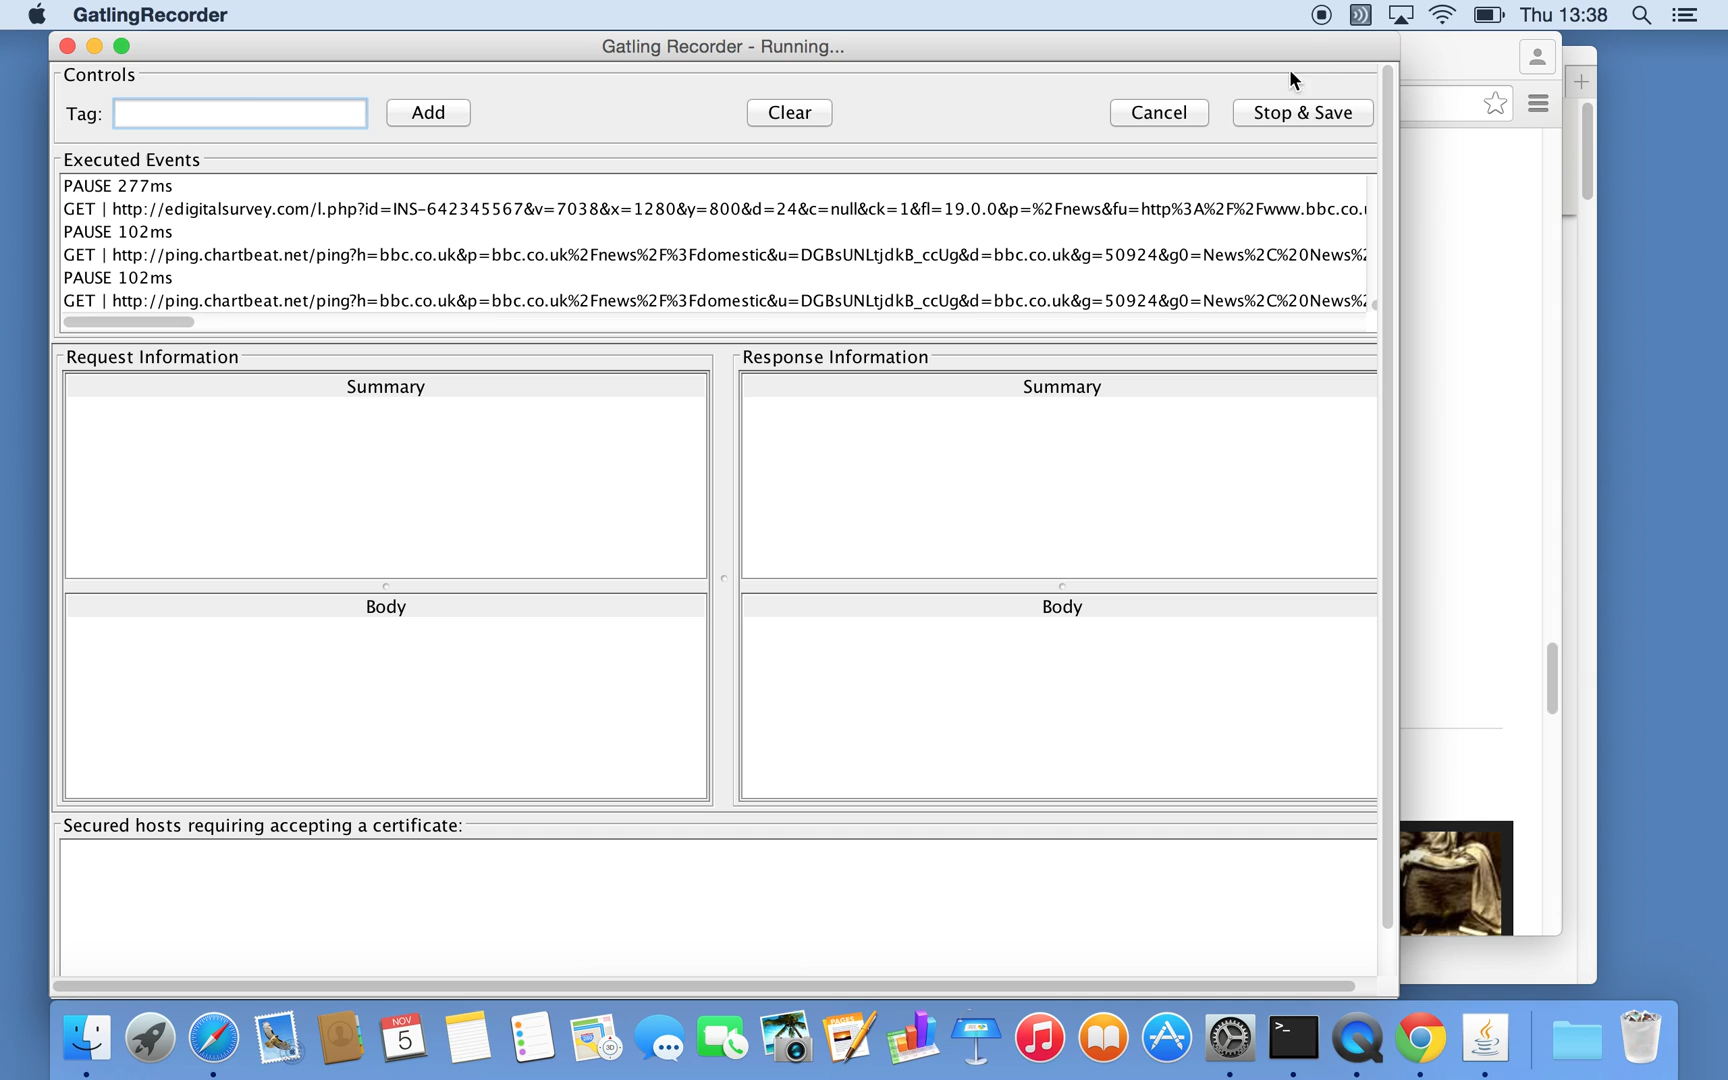 GatlingRecorder
Thu 13:38
Gatling Recorder - Running...
Controls
Tag:
Add
Clear
Cancel
Stop & Save
Executed Events
PAUSE 277ms
GET | http://edigitalsurvey.com/l.php?id=INS-642345567&v=7038&x=1280&y=800&d=24&c=null&ck=1&fl=19.0.0&p=%2Fnews&fu=http%3A%2F%2Fwww.bbc.co.u
PAUSE 102ms
GET | http://ping.chartbeat.net/ping?h=bbc.co.uk&p=bbc.co.uk%2Fnews%2F%3Fdomestic&u=DGBsUNLtjdkB_ccUg&d=bbc.co.uk&g=50924&g0=News%2C%20News%2
PAUSE 102ms
GET | http://ping.chartbeat.net/ping?h=bbc.co.uk&p=bbc.co.uk%2Fnews%2F%3Fdomestic&u=DGBsUNLtjdkB_ccUg&d=bbc.co.uk&g=50924&g0=News%2C%20News%2
Request Information
Response Information
Summary
Summary
Body
Body
Secured hosts requiring accepting a certificate:
NOV
5
3D
PAGES
>_